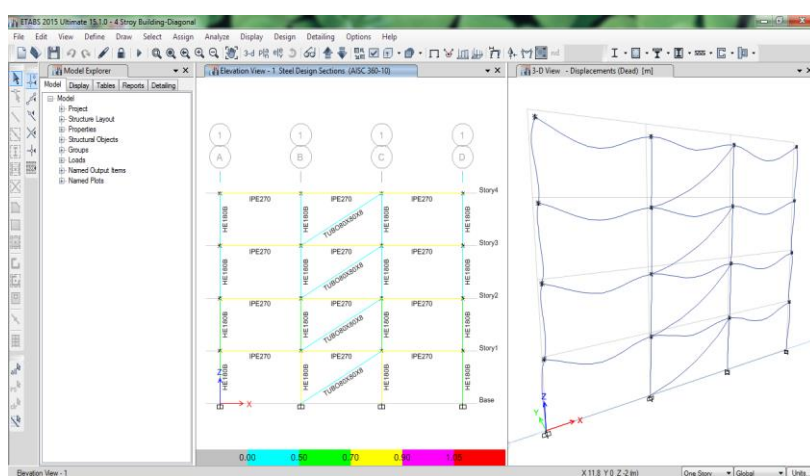 ETABS 2015 Ultimate 15.1.0 - 4 Stroy Building-Diagonal
File Edit View Define Draw Select Assign Analyze Display Design Detailing Options Help
Model Explorer
Model Display Tables Reports Detailing
Model
Project
Structure Layout
Properties
Structural Objects
Groups
Loads
Named Output Items
Named Plots
Elevation View - 1 Steel Design Sections (AISC 360-10)
1 1 1 1
A B C D
Story4
IPE270 IPE270 IPE270
HE180B HE180B TUBO80X80X8 HE180B HE180B
Story3
IPE270 IPE270 IPE270
HE180B HE180B TUBO80X80X8 HE180B HE180B
Story2
IPE270 IPE270 IPE270
HE180B HE180B TUBO80X80X8 HE180B HE180B
Story1
IPE270 IPE270 IPE270
HE180B HE180B TUBO80X80X8 HE180B HE180B
Base
Z
X
0.00 0.50 0.70 0.90 1.05
3-D View - Displacements (Dead) [m]
Z
Y
X
Elevation View - 1
X 11.8 Y 0 Z -2 (m)
One Story
Global
Units